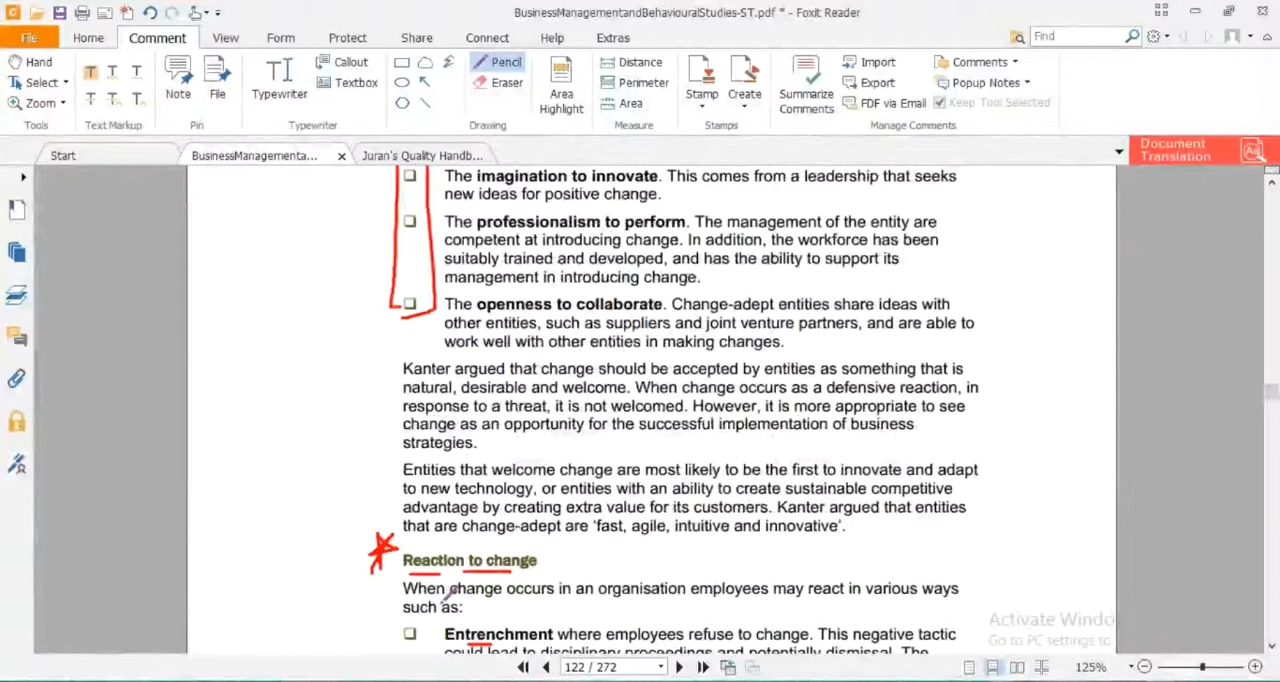 BusinessManagementandBehaviouralStudies-ST.pdf * - Foxit Reader
File Home Comment View Form Protect Share Connect Help Extras Find
Hand Callout Pencil Distance Import Comments
Select Textbox Eraser Perimeter Export Popup Notes
Zoom Note File Typewriter Area Highlight Area Stamp Create Summarize Comments FDF via Email Keep Tool Selected
Tools Text Markup Pin Typewriter Drawing Measure Stamps Manage Comments
Start BusinessManagementa... Juran's Quality Handb... Document Translation
The imagination to innovate. This comes from a leadership that seeks
new ideas for positive change.
The professionalism to perform. The management of the entity are
competent at introducing change. In addition, the workforce has been
suitably trained and developed, and has the ability to support its
management in introducing change.
The openness to collaborate. Change-adept entities share ideas with
other entities, such as suppliers and joint venture partners, and are able to
work well with other entities in making changes.
Kanter argued that change should be accepted by entities as something that is
natural, desirable and welcome. When change occurs as a defensive reaction, in
response to a threat, it is not welcomed. However, it is more appropriate to see
change as an opportunity for the successful implementation of business
strategies.
Entities that welcome change are most likely to be the first to innovate and adapt
to new technology, or entities with an ability to create sustainable competitive
advantage by creating extra value for its customers. Kanter argued that entities
that are change-adept are ‘fast, agile, intuitive and innovative’.
Reaction to change
When change occurs in an organisation employees may react in various ways
such as:
Entrenchment where employees refuse to change. This negative tactic
could lead to disciplinary proceedings and potentially dismissal. The
Activate Windo
Go to PC settings to
122 / 272 125%